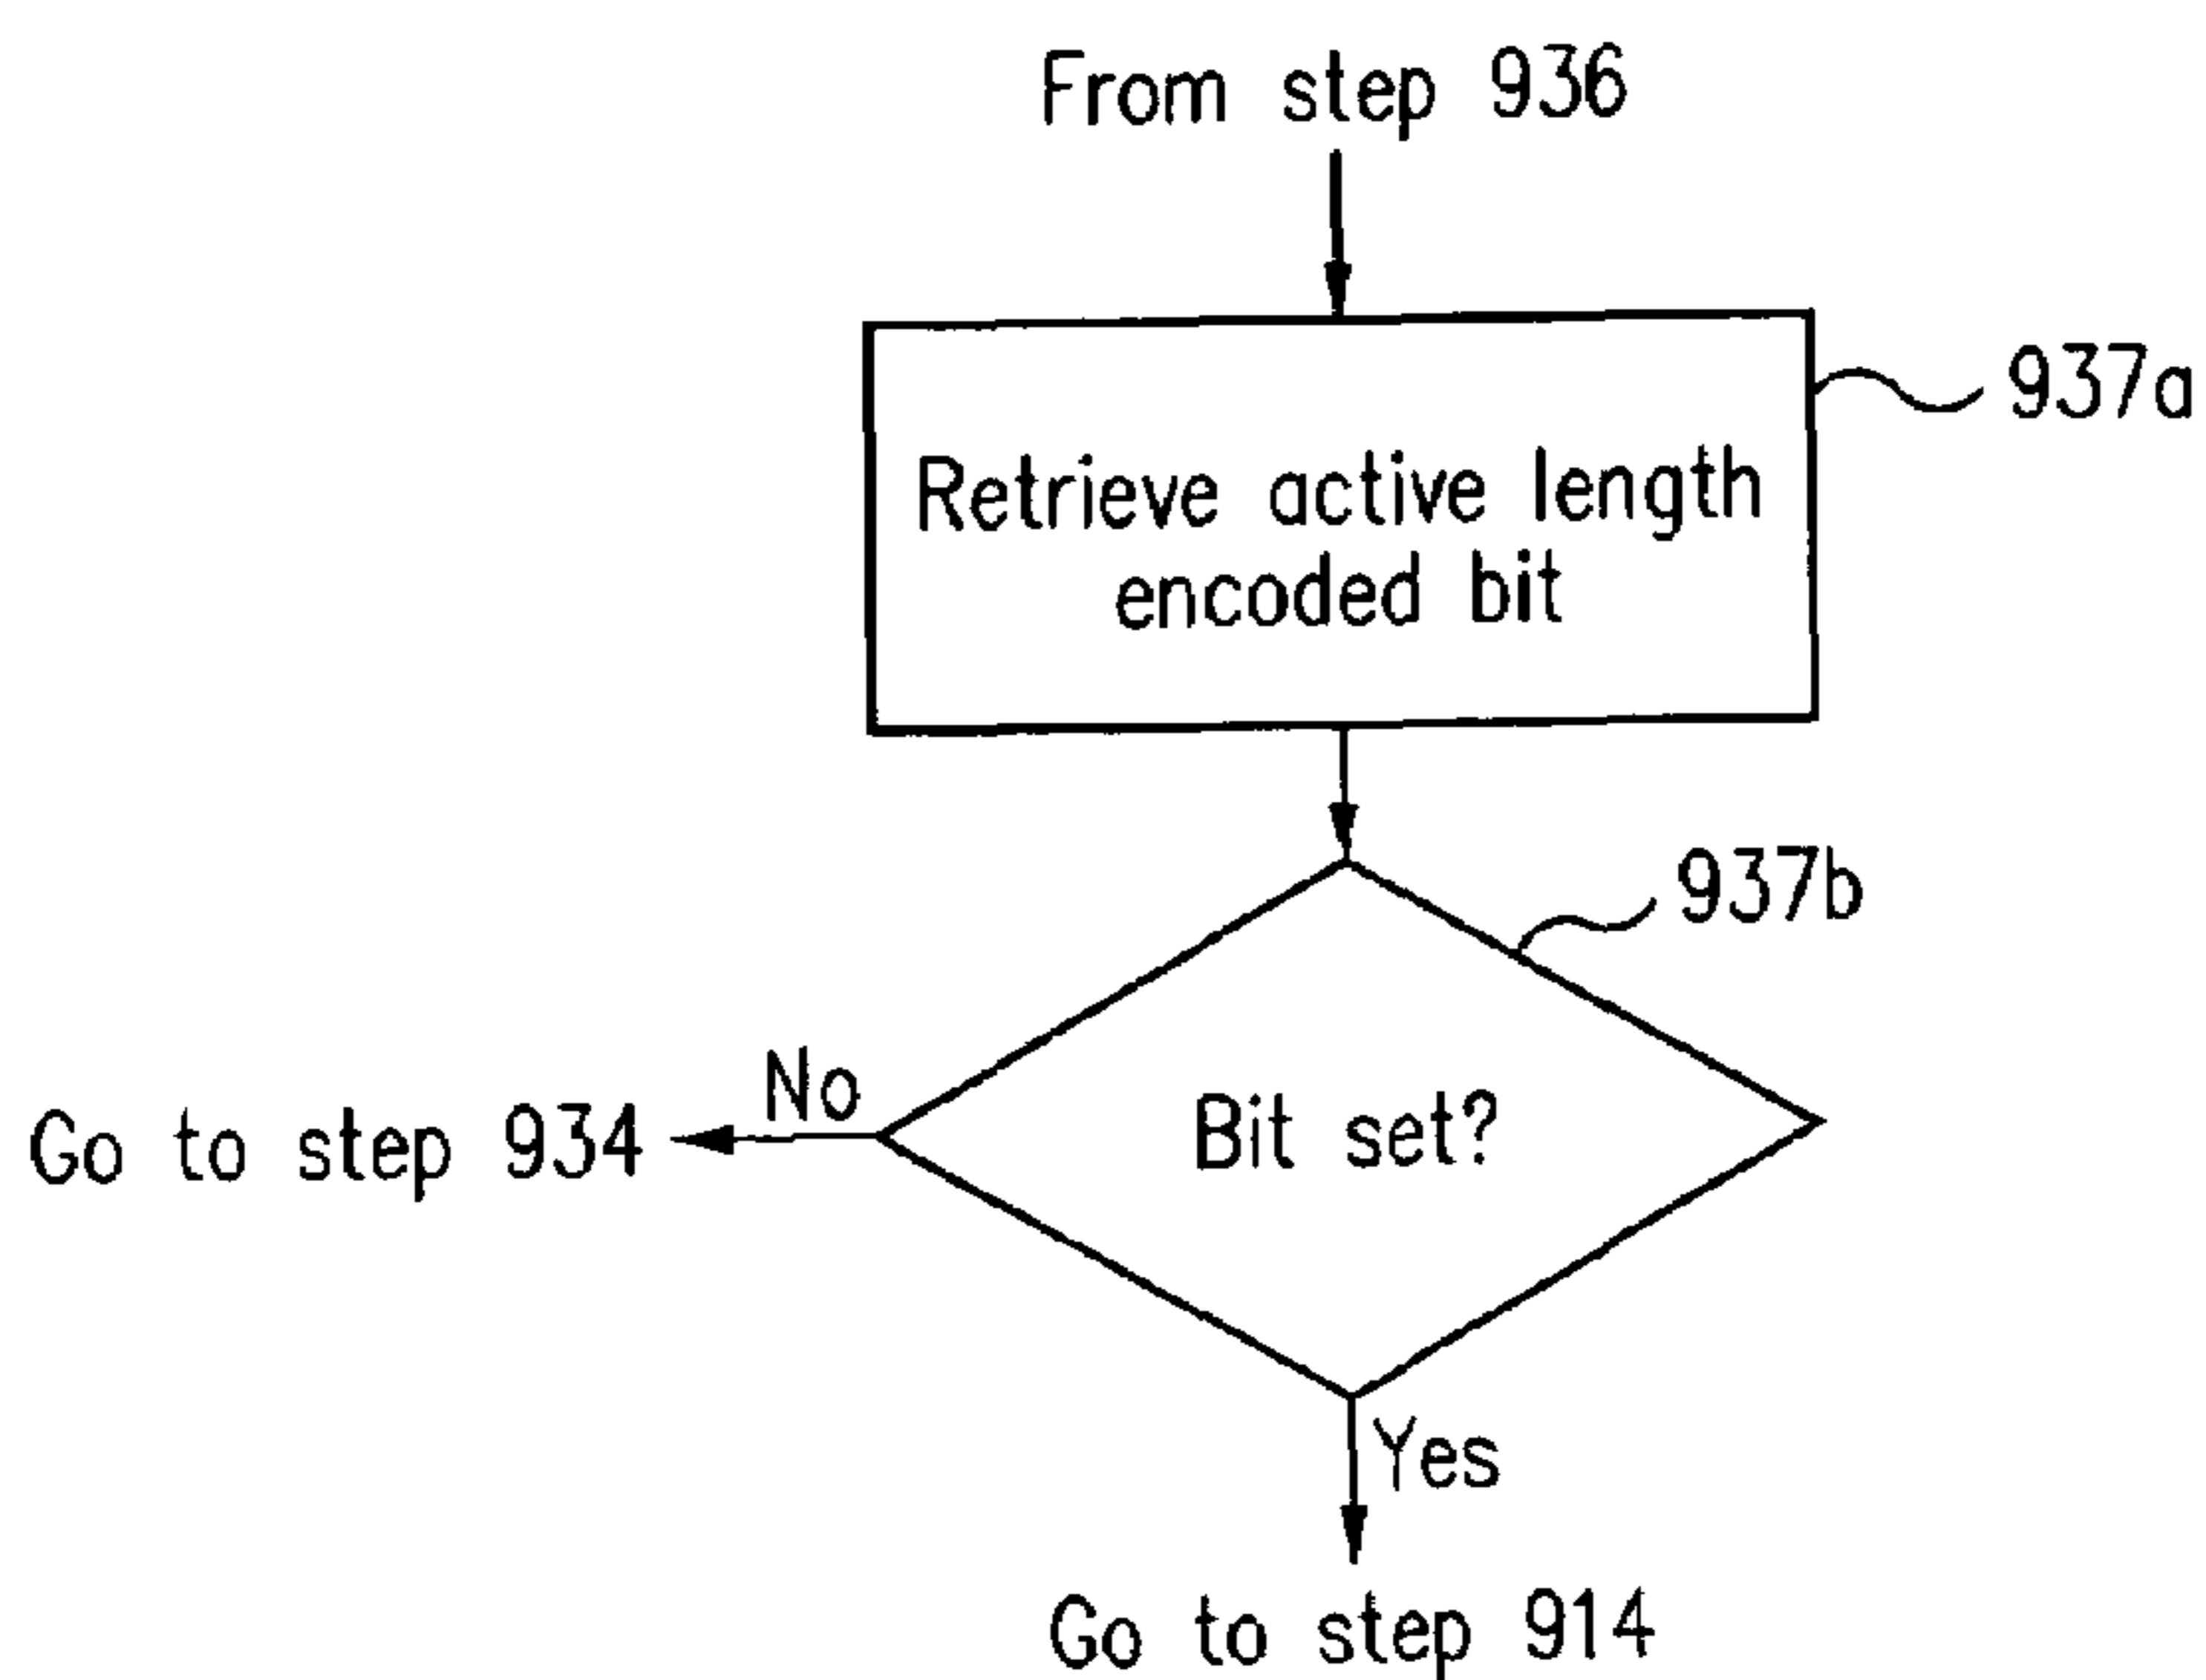 From step 936
937a
Retrieve active length
encoded bit
937b
No
Bit set?
Go to step 934
Yes
Go to step 914